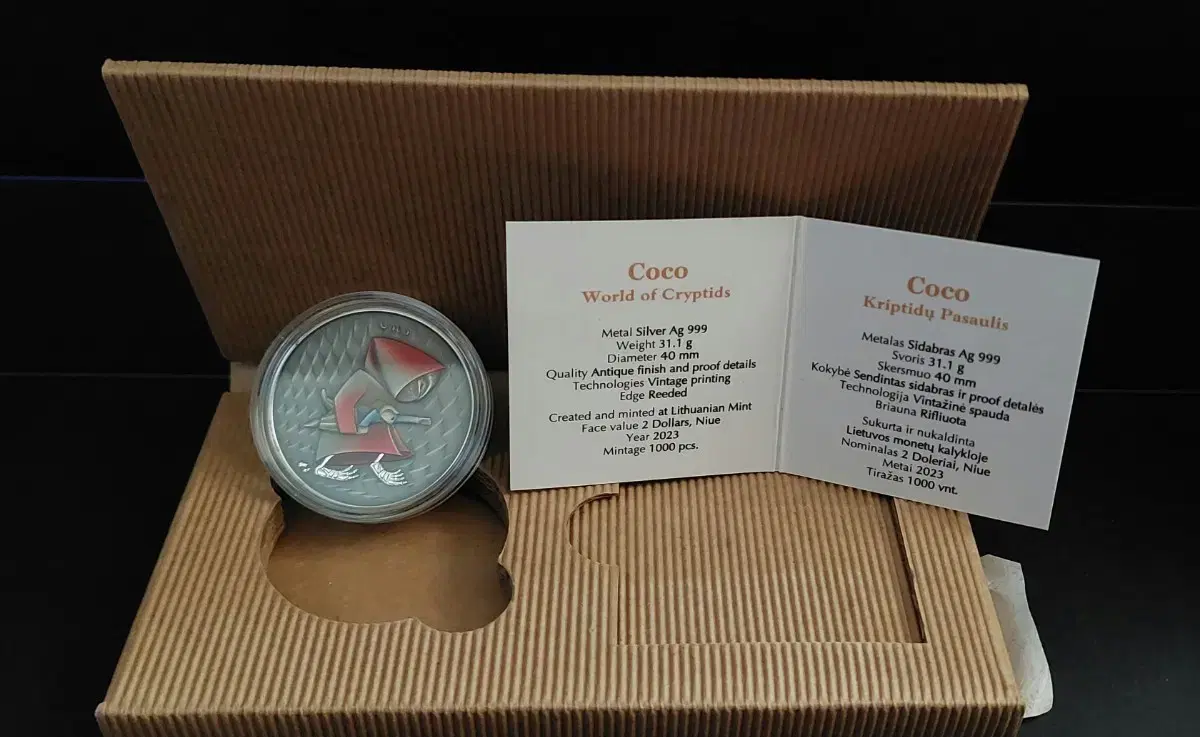 Coco
World of Cryptids
Metal Silver Ag 999
Weight 31.1 g
Diameter 40 mm
Quality Antique finish and proof details
Technologies Vintage printing
Edge Reeded
Created and minted at Lithuanian Mint
Face value 2 Dollars, Niue
Year 2023
Mintage 1000 pcs.
Coco
Kriptidų Pasaulis
Metalas Sidabras Ag 999
Svoris 31.1 g
Skersmuo 40 mm
Kokybė Sendintas sidabras ir proof detalės
Technologija Vintažinė spauda
Briauna Rifliuota
Sukurta ir nukaldinta
Lietuvos monetų kalykloje
Nominalas 2 Doleriai, Niue
Metai 2023
Tiražas 1000 vnt.